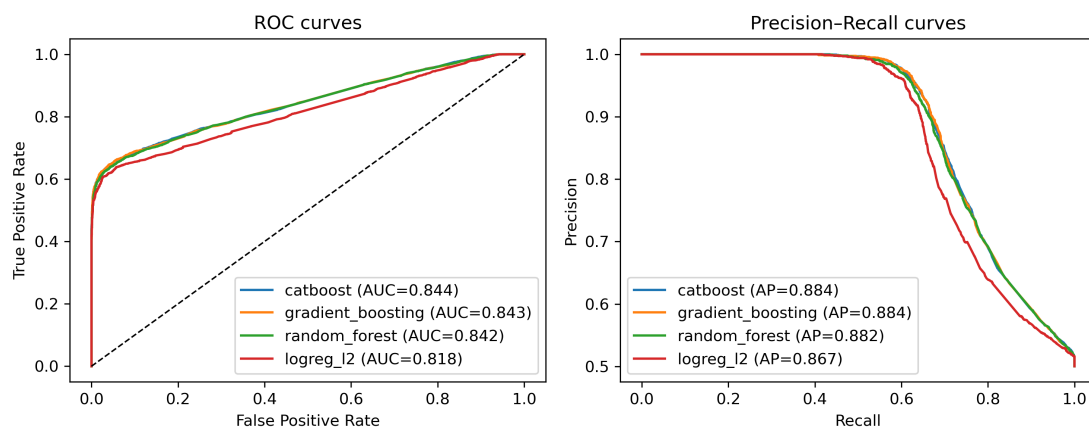 ROC curves
True Positive Rate
1.0
0.8
0.6
0.4
0.2
0.0
catboost (AUC=0.844)
gradient_boosting (AUC=0.843)
random_forest (AUC=0.842)
logreg_l2 (AUC=0.818)
0.0 0.2 0.4 0.6 0.8 1.0
False Positive Rate
Precision–Recall curves
Precision
1.0
0.9
0.8
0.7
0.6
0.5
catboost (AP=0.884)
gradient_boosting (AP=0.884)
random_forest (AP=0.882)
logreg_l2 (AP=0.867)
0.0 0.2 0.4 0.6 0.8 1.0
Recall